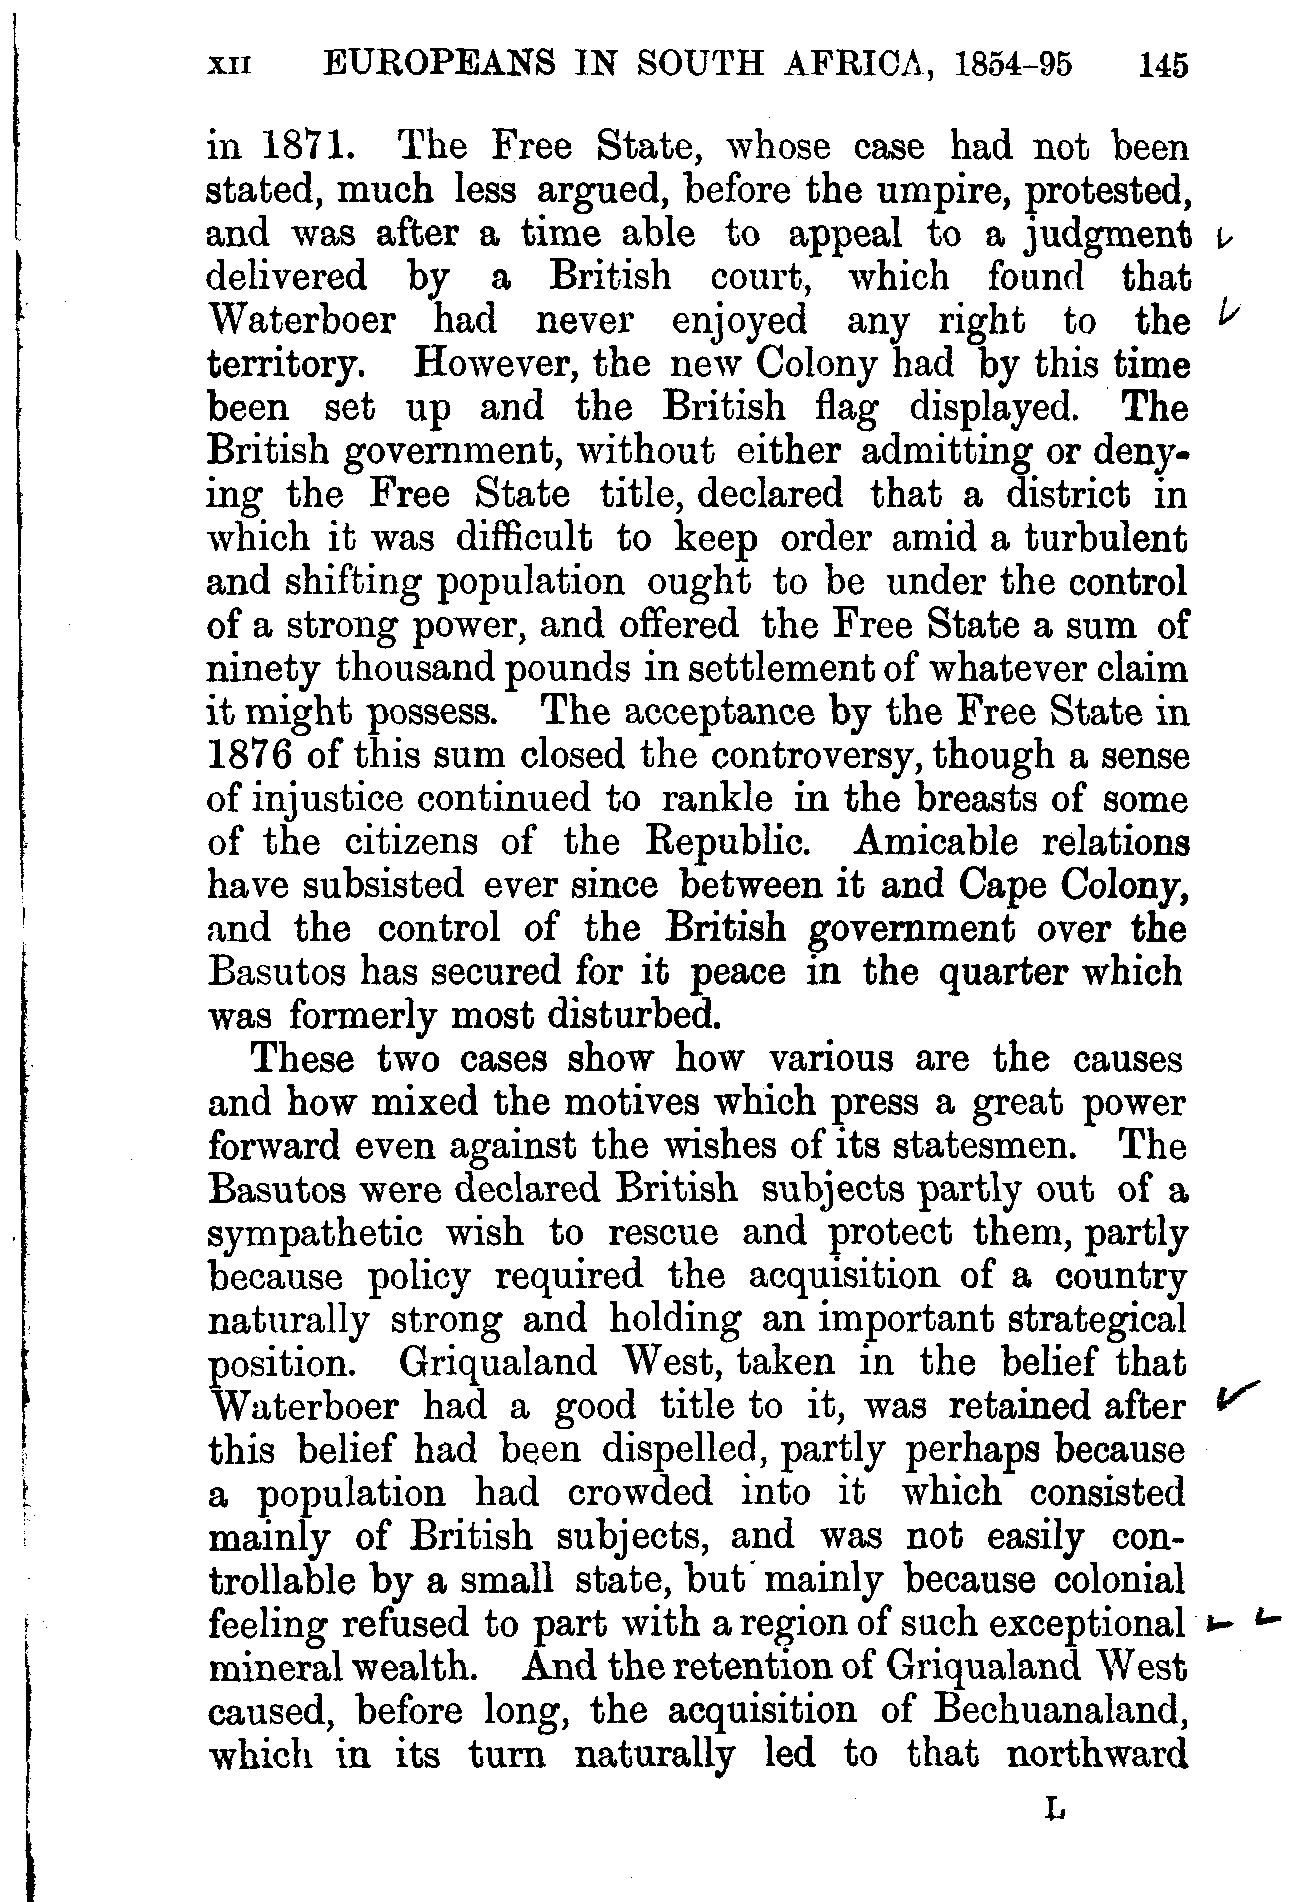 XII EUROPEANS IN SOUTH AFRICA, 1854–95 145
in 1871. The Free State, whose case had not been
stated, much less argued, before the umpire, protested,
and was after a time able to appeal to a judgment
delivered by a British court, which found that
Waterboer had never enjoyed any right to the
territory. However, the new Colony had by this time
been set up and the British flag displayed. The
British government, without either admitting or deny-
ing the Free State title, declared that a district in
which it was difficult to keep order amid a turbulent
and shifting population ought to be under the control
of a strong power, and offered the Free State a sum of
ninety thousand pounds in settlement of whatever claim
it might possess. The acceptance by the Free State in
1876 of this sum closed the controversy, though a sense
of injustice continued to rankle in the breasts of some
of the citizens of the Republic. Amicable relations
have subsisted ever since between it and Cape Colony,
and the control of the British government over the
Basutos has secured for it peace in the quarter which
was formerly most disturbed.
These two cases show how various are the causes
and how mixed the motives which press a great power
forward even against the wishes of its statesmen. The
Basutos were declared British subjects partly out of a
sympathetic wish to rescue and protect them, partly
because policy required the acquisition of a country
naturally strong and holding an important strategical
position. Griqualand West, taken in the belief that
Waterboer had a good title to it, was retained after
this belief had been dispelled, partly perhaps because
a population had crowded into it which consisted
mainly of British subjects, and was not easily con-
trollable by a small state, but mainly because colonial
feeling refused to part with a region of such exceptional
mineral wealth. And the retention of Griqualand West
caused, before long, the acquisition of Bechuanaland,
which in its turn naturally led to that northward
L